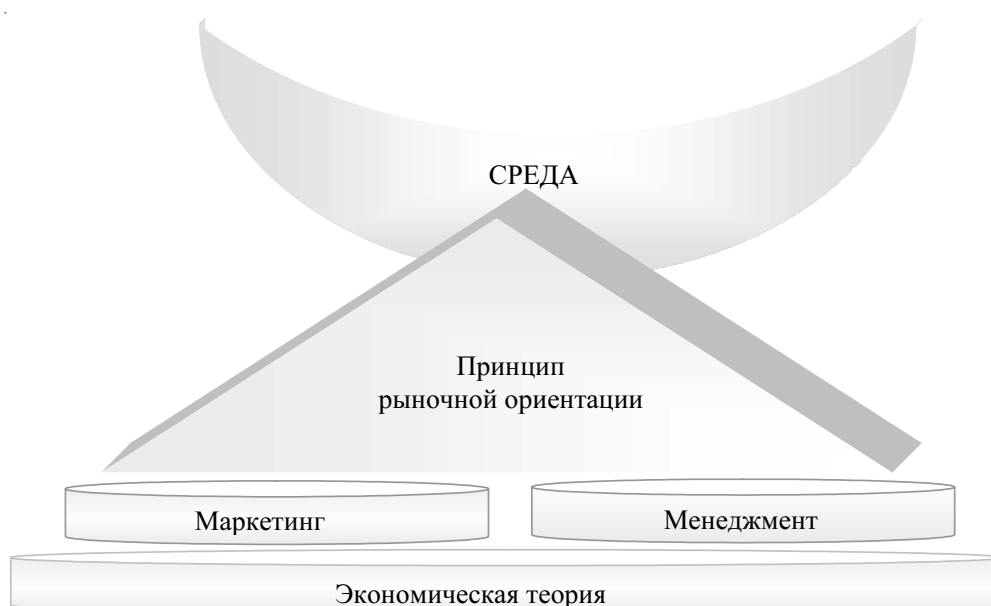 СРЕДА
Принцип
рыночной ориентации
Маркетинг
Менеджмент
Экономическая теория